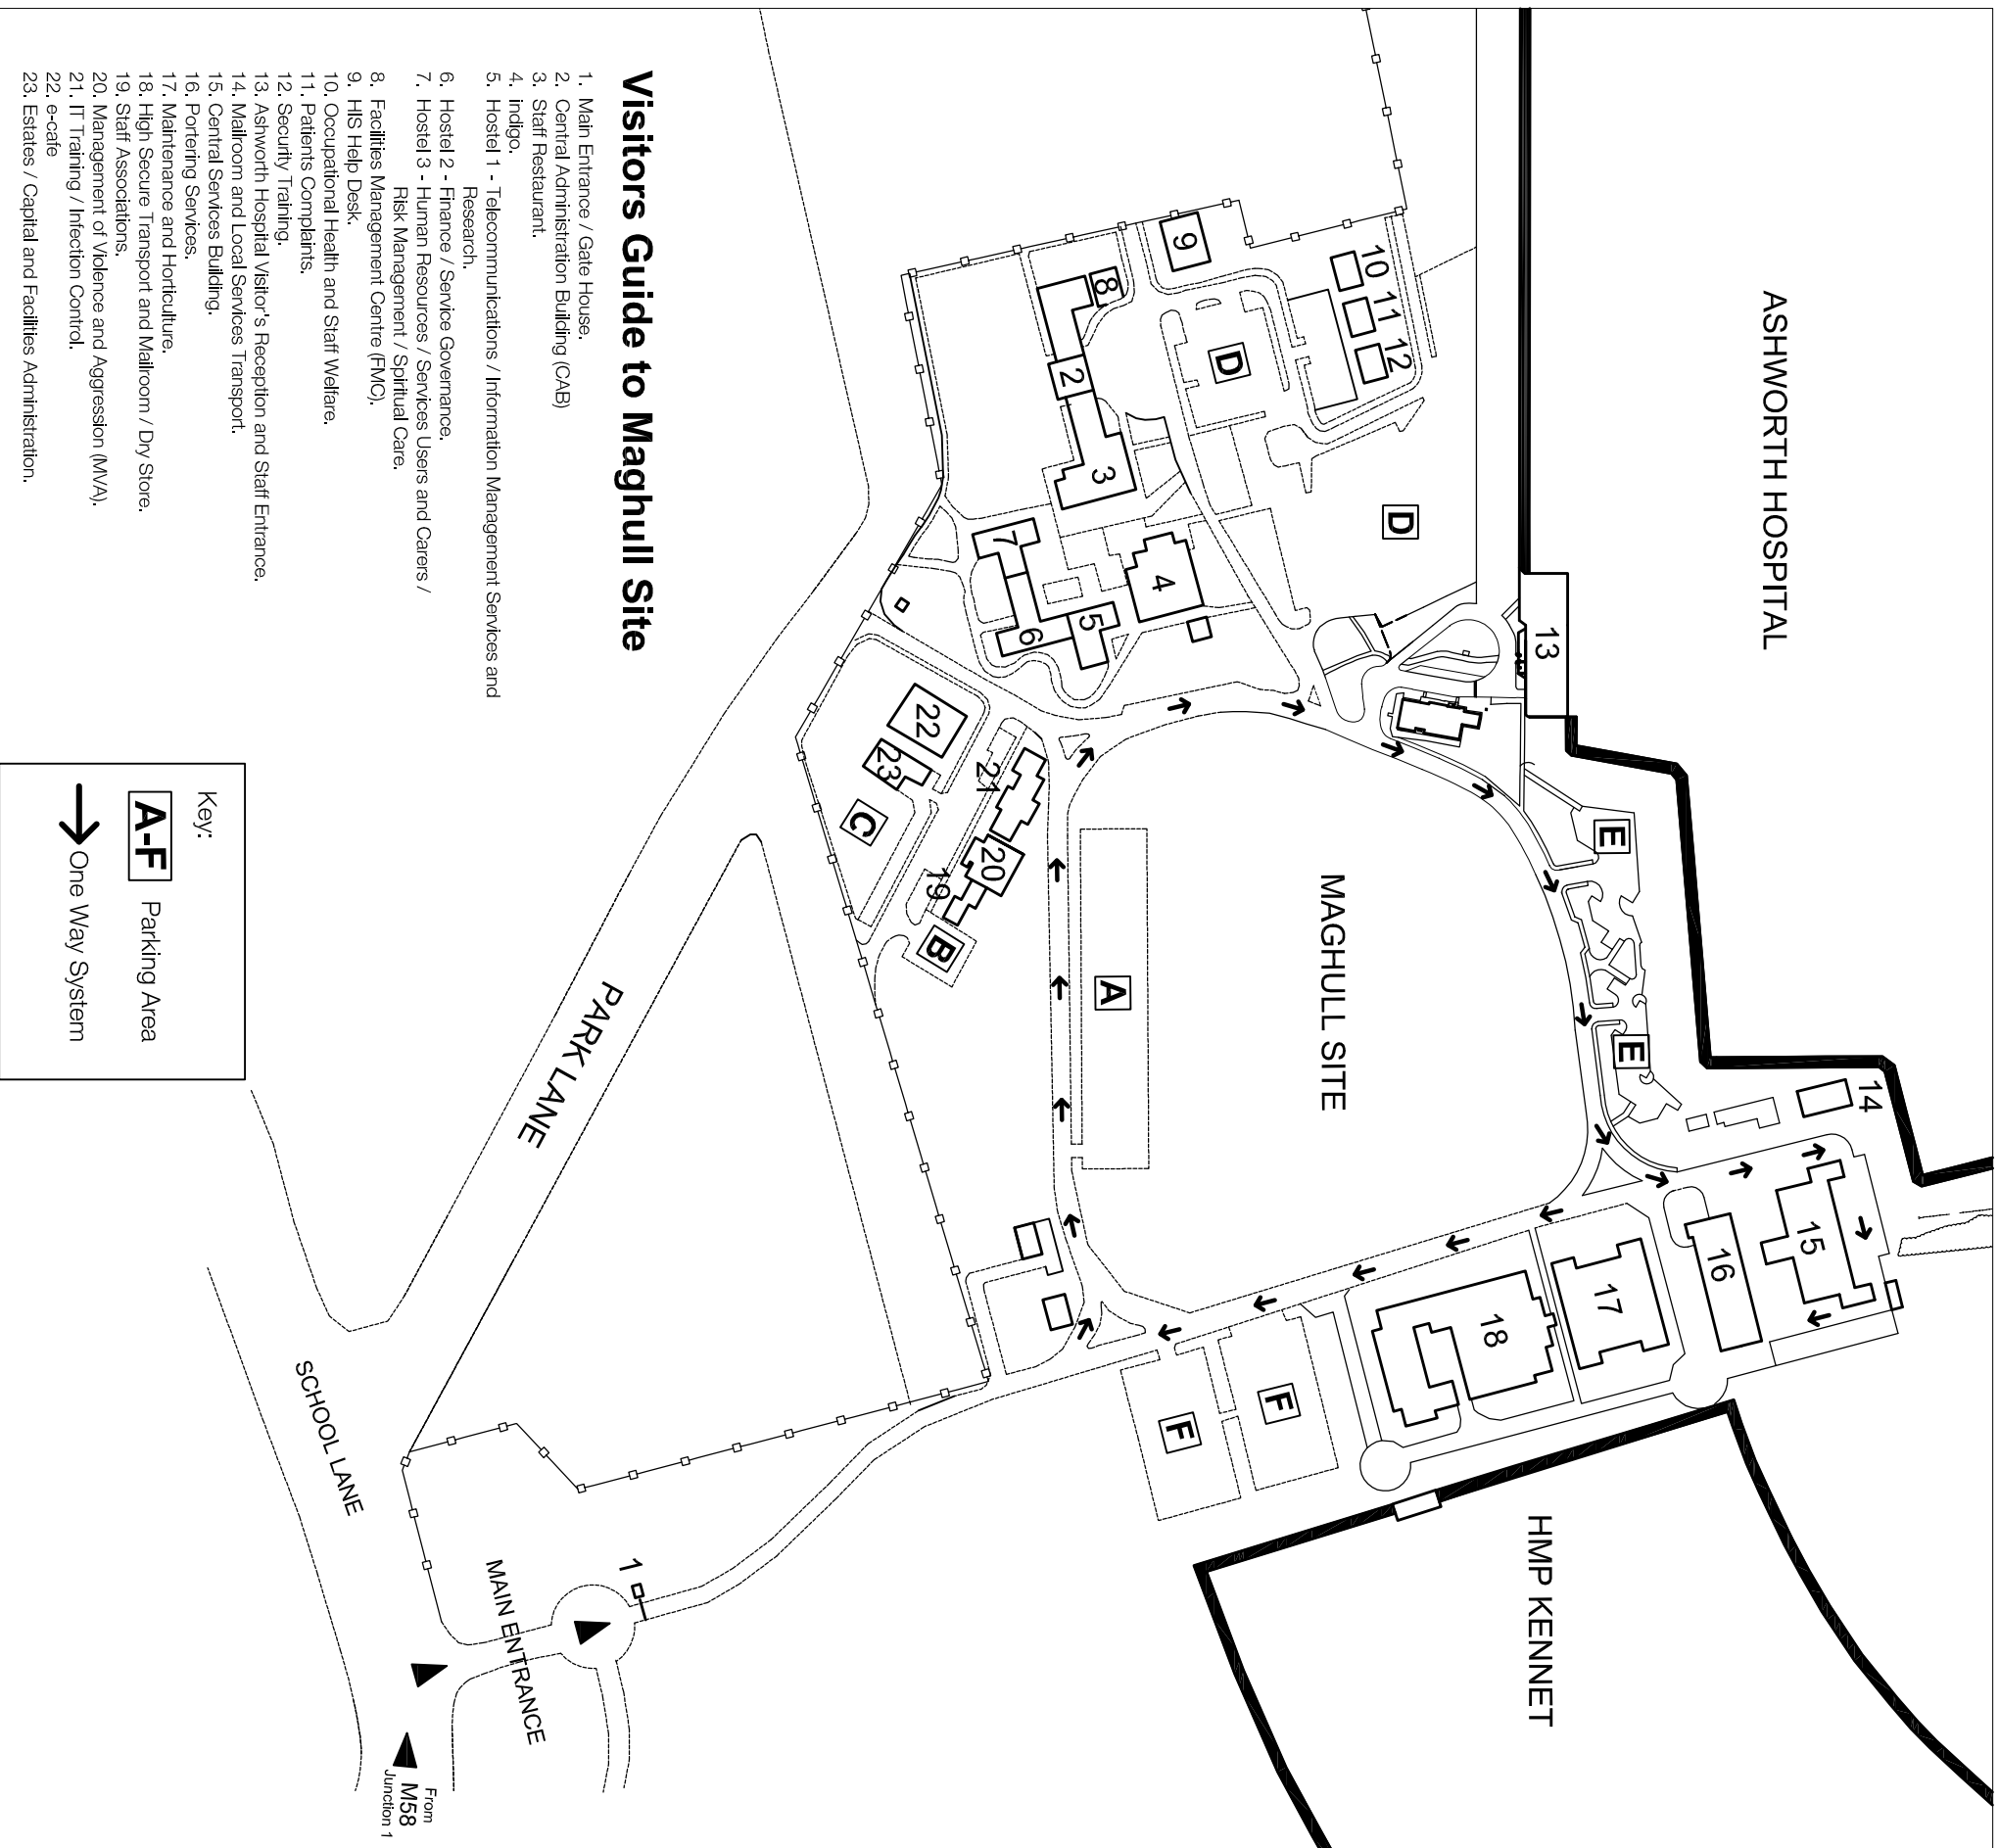 Visitors Guide to Maghull Site
1. Main Entrance / Gate House.
2. Central Administration Building (CAB)
3. Staff Restaurant.
4. indigo.
5. Hostel 1 - Telecommunications / Information Management Services and
Research.
6. Hostel 2 - Finance / Service Governance.
7. Hostel 3 - Human Resources / Services Users and Carers /
Risk Management / Spiritual Care.
8. Facilities Management Centre (FMC).
9. HIS Help Desk.
10. Occupational Health and Staff Welfare.
11. Patients Complaints.
12. Security Training.
13. Ashworth Hospital Visitor's Reception and Staff Entrance.
14. Mailroom and Local Services Transport.
15. Central Services Building.
16. Portering Services.
17. Maintenance and Horticulture.
18. High Secure Transport and Mailroom / Dry Store.
19. Staff Associations.
20. Management of Violence and Aggression (MVA).
21. IT Training / Infection Control.
22. e-cafe
23. Estates / Capital and Facilities Administration.
Key:
A-F Parking Area
One Way System
ASHWORTH HOSPITAL
MAGHULL SITE
HMP KENNET
PARK LANE
SCHOOL LANE
MAIN ENTRANCE
From
M58
Junction 1
1
2
3
4
5
6
7
8
9
10
11
12
13
14
15
16
17
18
19
20
21
22
23
A
B
C
D
D
E
E
F
F